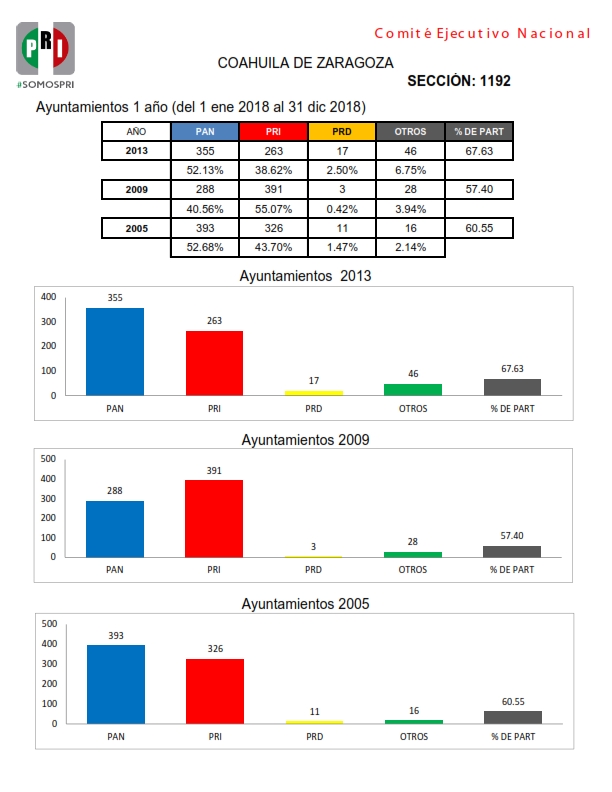 Comité Ejecutivo Nacional
PRI
#SOMOSPRI
COAHUILA DE ZARAGOZA
SECCIÓN: 1192
Ayuntamientos 1 año (del 1 ene 2018 al 31 dic 2018)
AÑO PAN PRI PRD OTROS % DE PART
2013 355 263 17 46 67.63
52.13% 38.62% 2.50% 6.75%
2009 288 391 3 28 57.40
40.56% 55.07% 0.42% 3.94%
2005 393 326 11 16 60.55
52.68% 43.70% 1.47% 2.14%
Ayuntamientos 2013
400
300
200
100
0
355 263 17 46 67.63
PAN PRI PRD OTROS % DE PART
Ayuntamientos 2009
500
400
300
200
100
0
288 391 3 28 57.40
PAN PRI PRD OTROS % DE PART
Ayuntamientos 2005
500
400
300
200
100
0
393 326 11 16 60.55
PAN PRI PRD OTROS % DE PART